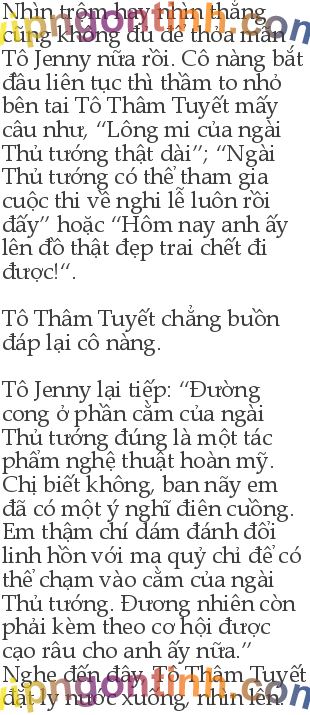 Nhìn trộm hay nhìn thẳng
cũng không đủ để thỏa mãn
Tô Jenny nữa rồi. Cô nàng bắt
đầu liên tục thì thầm to nhỏ
bên tai Tô Thâm Tuyết mấy
câu như, “Lông mi của ngài
Thủ tướng thật dài”; “Ngài
Thủ tướng có thể tham gia
cuộc thi về nghi lễ luôn rồi
đấy” hoặc “Hôm nay anh ấy
lên đồ thật đẹp trai chết đi
được!“.
Tô Thâm Tuyết chẳng buồn
đáp lại cô nàng.
Tô Jenny lại tiếp: “Đường
cong ở phần cằm của ngài
Thủ tướng đúng là một tác
phẩm nghệ thuật hoàn mỹ.
Chị biết không, ban nãy em
đã có một ý nghĩ điên cuồng.
Em thậm chí dám đánh đổi
linh hồn với ma quỷ chỉ để có
thể chạm vào cằm của ngài
Thủ tướng. Đương nhiên còn
phải kèm theo cơ hội được
cạo râu cho anh ấy nữa.”
Nghe đến đây, Tô Thâm Tuyết
đặt ly nước xuống, nhìn lên
vipngontinh.com
vipngontinh.com